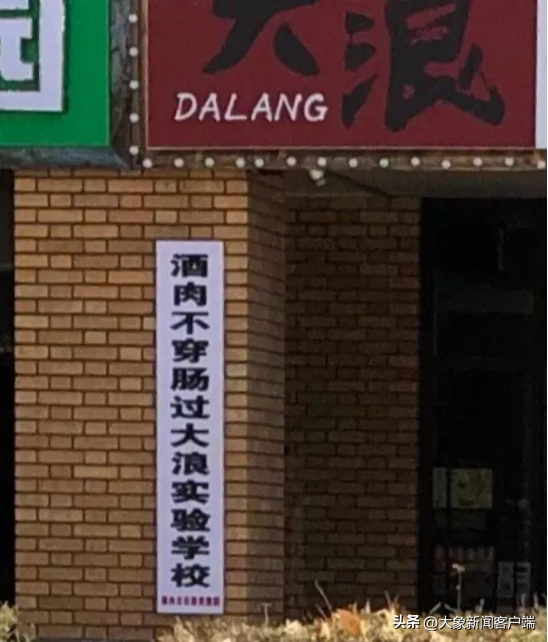 园
大浪
DALANG
酒肉不穿肠过大浪实验学校
头条 @大象新闻客户端